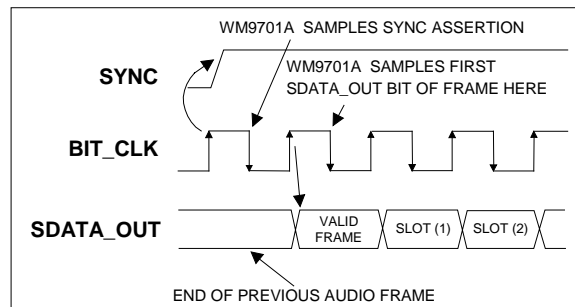 WM9701A SAMPLES SYNC ASSERTION
SYNC
WM9701A SAMPLES FIRST
SDATA_OUT BIT OF FRAME HERE
BIT_CLK
SDATA_OUT
VALID
FRAME
SLOT (1)
SLOT (2)
END OF PREVIOUS AUDIO FRAME